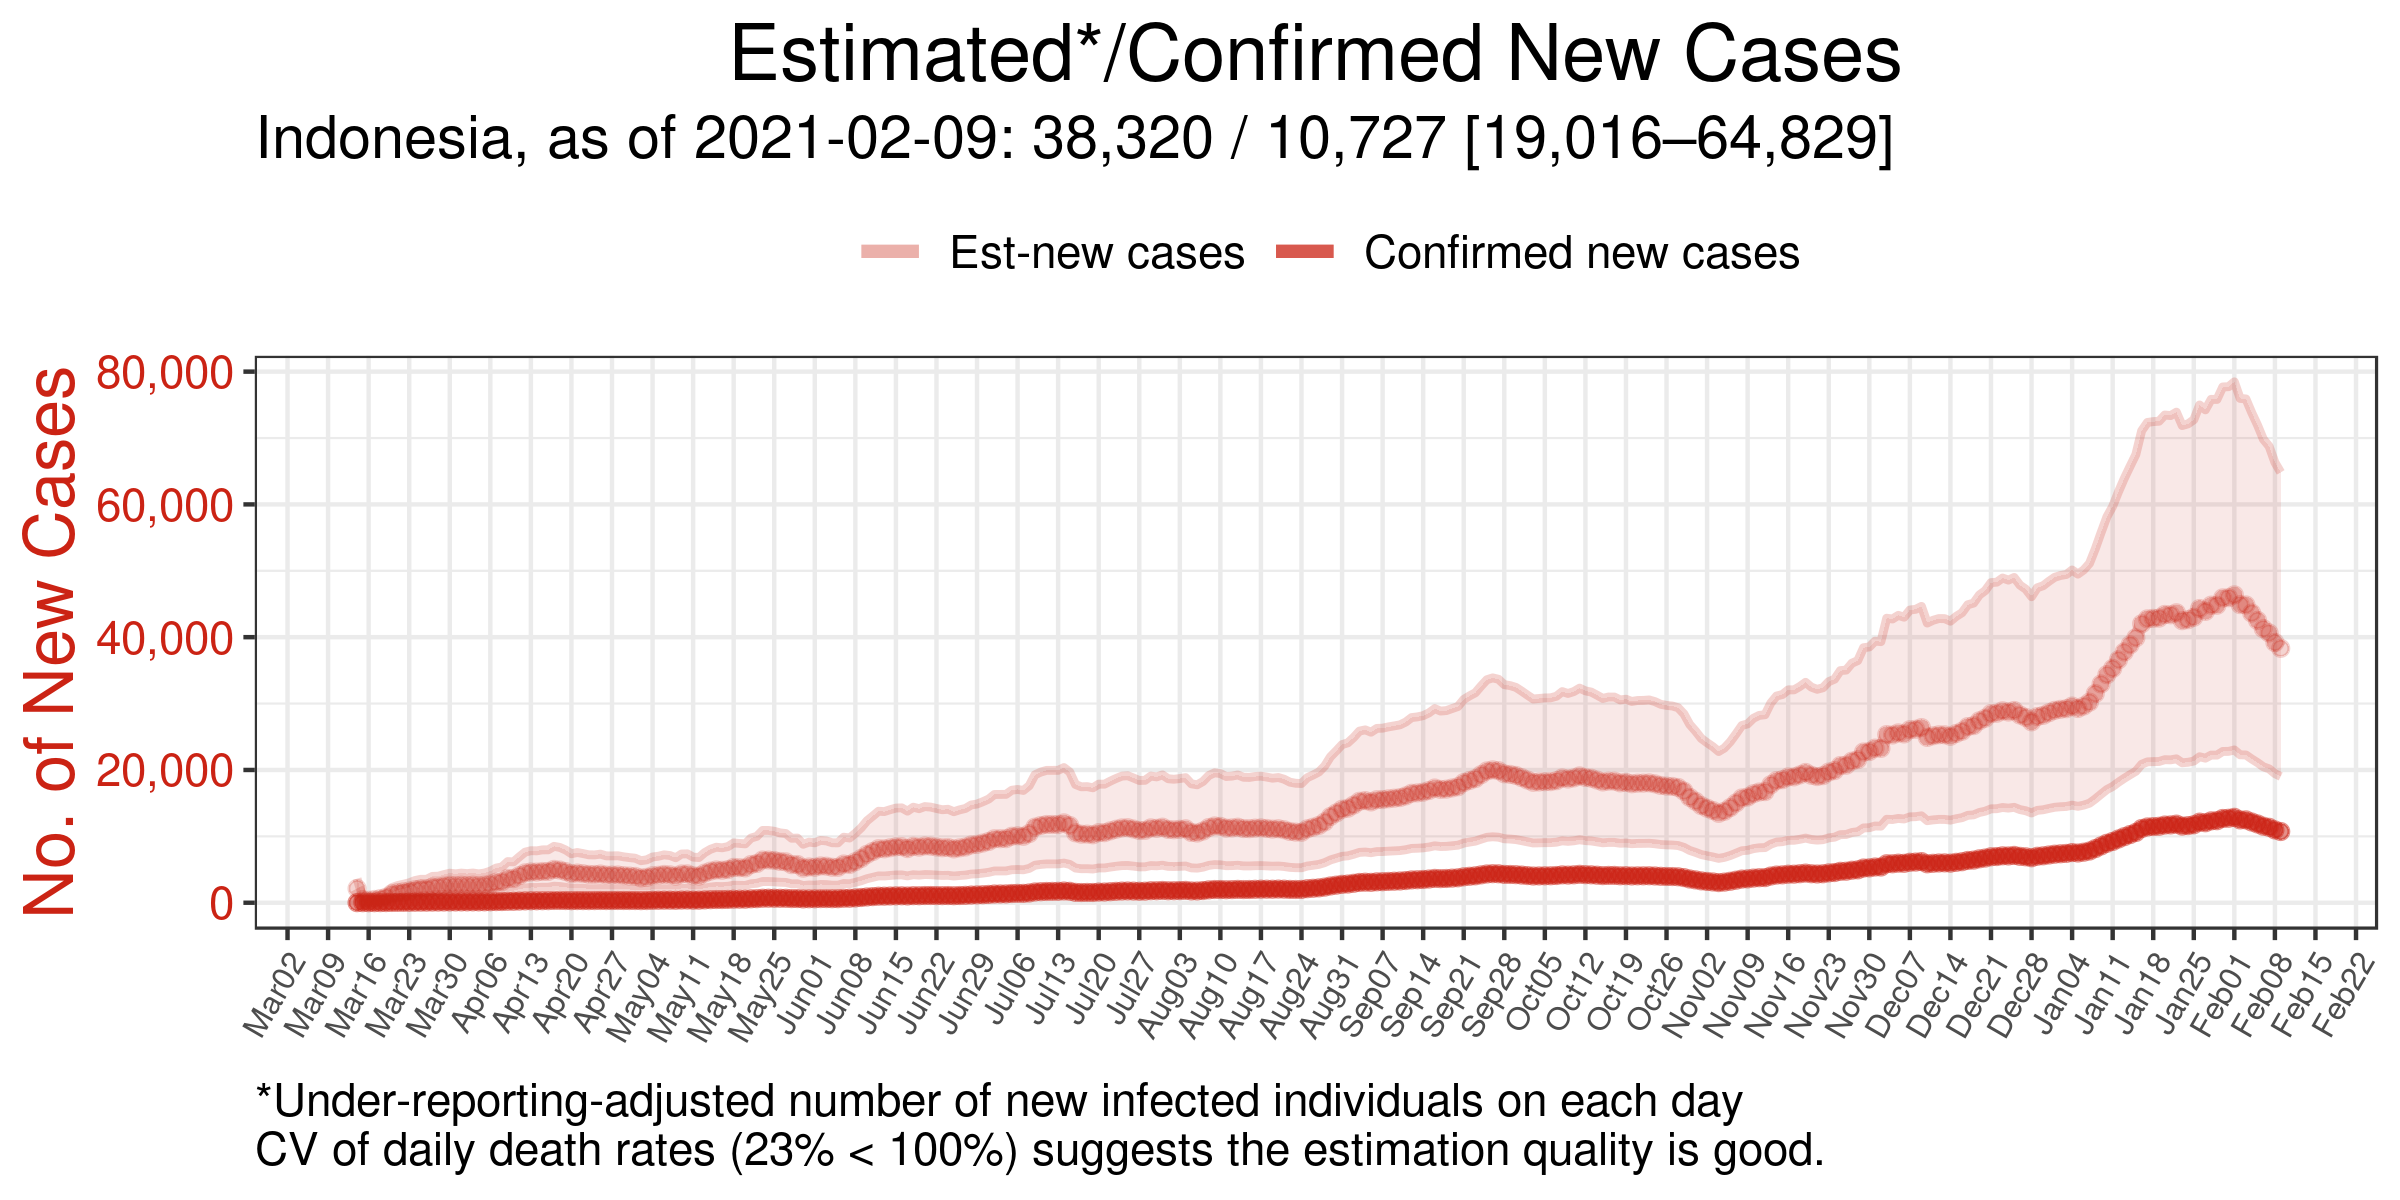 Estimated*/Confirmed New Cases
Indonesia, as of 2021-02-09: 38,320 / 10,727 [19,016–64,829]
Est-new cases
Confirmed new cases
No. of New Cases
80,000
60,000
40,000
20,000
0
Mar02
Mar09
Mar16
Mar23
Mar30
Apr06
Apr13
Apr20
Apr27
May04
May11
May18
May25
Jun01
Jun08
Jun15
Jun22
Jun29
Jul06
Jul13
Jul20
Jul27
Aug03
Aug10
Aug17
Aug24
Aug31
Sep07
Sep14
Sep21
Sep28
Oct05
Oct12
Oct19
Oct26
Nov02
Nov09
Nov16
Nov23
Nov30
Dec07
Dec14
Dec21
Dec28
Jan04
Jan11
Jan18
Jan25
Feb01
Feb08
Feb15
Feb22
*Under-reporting-adjusted number of new infected individuals on each day
CV of daily death rates (23% < 100%) suggests the estimation quality is good.